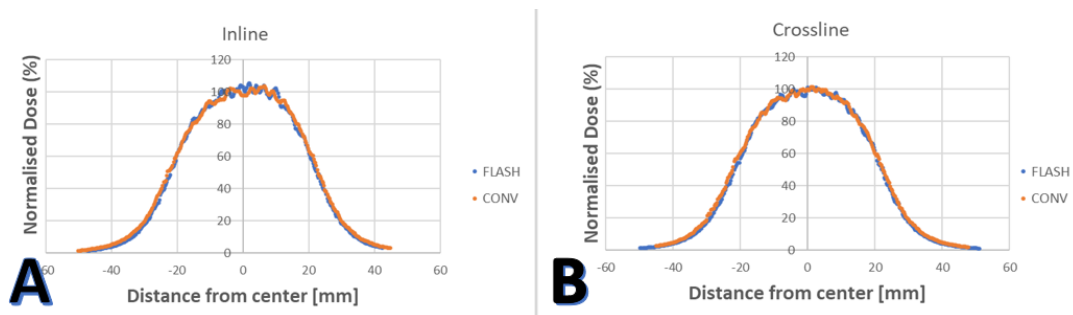 Inline
Normalised Dose (%)
120
100
80
60
40
20
0
-60 -40 -20 0 20 40 60
Distance from center [mm]
FLASH
CONV
A
Crossline
Normalised Dose (%)
120
100
80
60
40
20
0
-60 -40 -20 0 20 40 60
Distance from center [mm]
FLASH
CONV
B